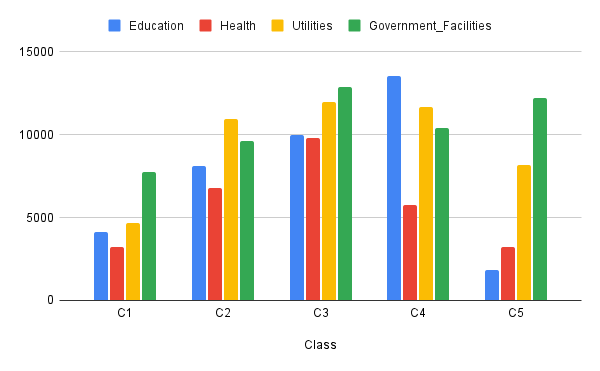 Education Health Utilities Government_Facilities
15000
10000
5000
0
C1 C2 C3 C4 C5
Class